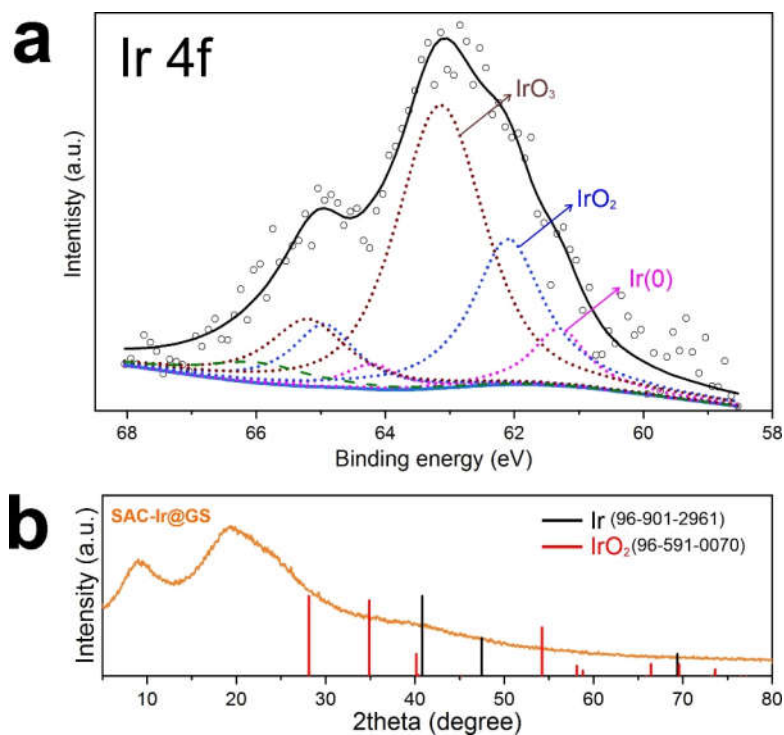 a
Ir 4f
IrO₃
IrO₂
Ir(0)
Intentisty (a.u.)
68 66 64 62 60 58
Binding energy (eV)
b
SAC-Ir@GS
Ir (96-901-2961)
IrO₂(96-591-0070)
Intensity (a.u.)
10 20 30 40 50 60 70 80
2theta (degree)